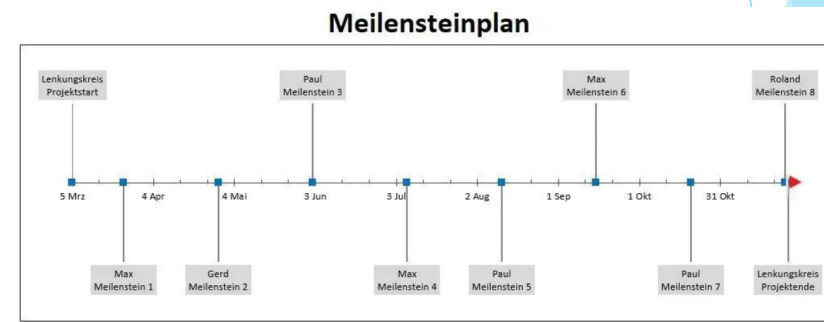 Meilensteinplan
Lenkungskreis
Projektstart
Paul
Meilenstein 3
Max
Meilenstein 6
Roland
Meilenstein 8
5 Mrz
4 Apr
4 Mai
3 Jun
3 Jul
2 Aug
1 Sep
1 Okt
31 Okt
Max
Meilenstein 1
Gerd
Meilenstein 2
Max
Meilenstein 4
Paul
Meilenstein 5
Paul
Meilenstein 7
Lenkungskreis
Projektende